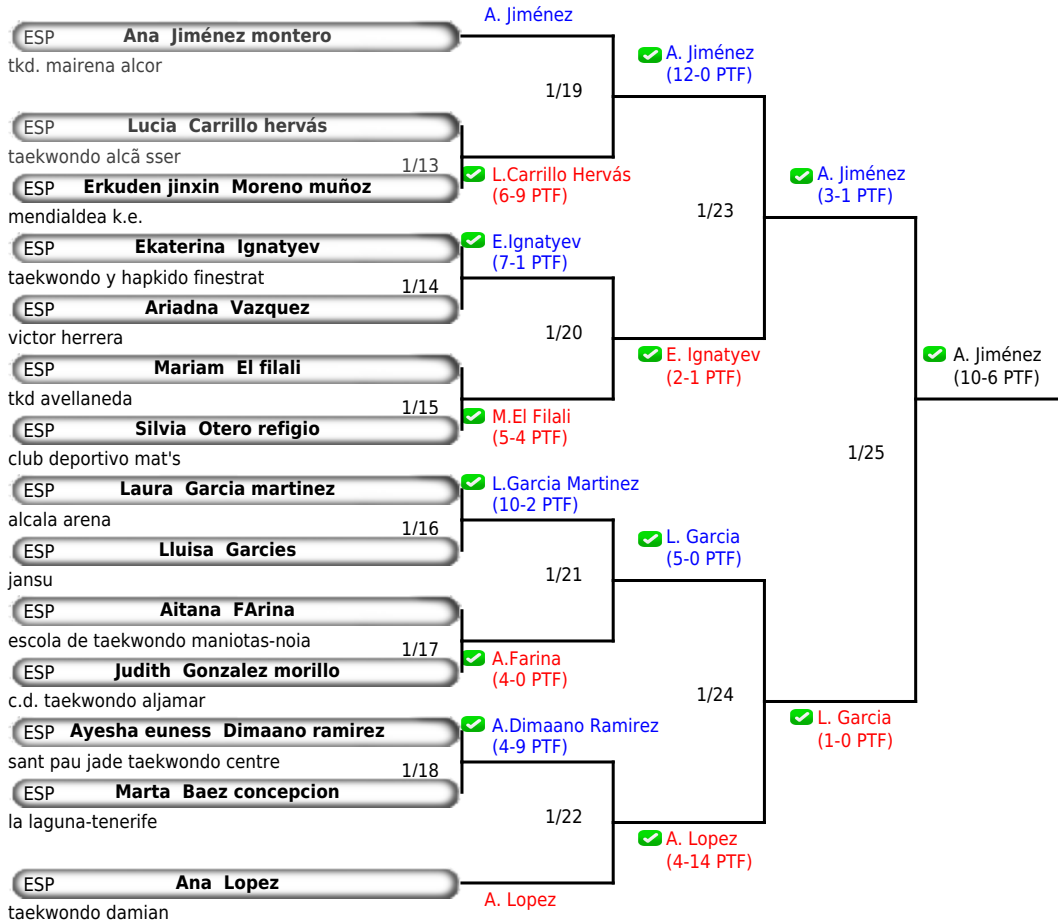 A. Jiménez
ESP Ana Jiménez montero
tkd. mairena alcor
A. Jiménez
(12-0 PTF)
1/19
ESP Lucia Carrillo hervás
taekwondo alcã sser
1/13
L.Carrillo Hervás
(6-9 PTF)
ESP Erkuden jinxin Moreno muñoz
mendialdea k.e.
A. Jiménez
(3-1 PTF)
1/23
ESP Ekaterina Ignatyev
taekwondo y hapkido finestrat
E.Ignatyev
(7-1 PTF)
1/14
ESP Ariadna Vazquez
victor herrera
1/20
E. Ignatyev
(2-1 PTF)
ESP Mariam El filali
tkd avellaneda
1/15
M.El Filali
(5-4 PTF)
ESP Silvia Otero refigio
club deportivo mat's
A. Jiménez
(10-6 PTF)
1/25
ESP Laura Garcia martinez
alcala arena
L.Garcia Martinez
(10-2 PTF)
1/16
ESP Lluisa Garcies
jansu
L. Garcia
(5-0 PTF)
1/21
ESP Aitana FArina
escola de taekwondo maniotas-noia
1/17
A.Farina
(4-0 PTF)
ESP Judith Gonzalez morillo
c.d. taekwondo aljamar
1/24
L. Garcia
(1-0 PTF)
ESP Ayesha euness Dimaano ramirez
sant pau jade taekwondo centre
A.Dimaano Ramirez
(4-9 PTF)
1/18
ESP Marta Baez concepcion
la laguna-tenerife
1/22
A. Lopez
(4-14 PTF)
ESP Ana Lopez
taekwondo damian
A. Lopez